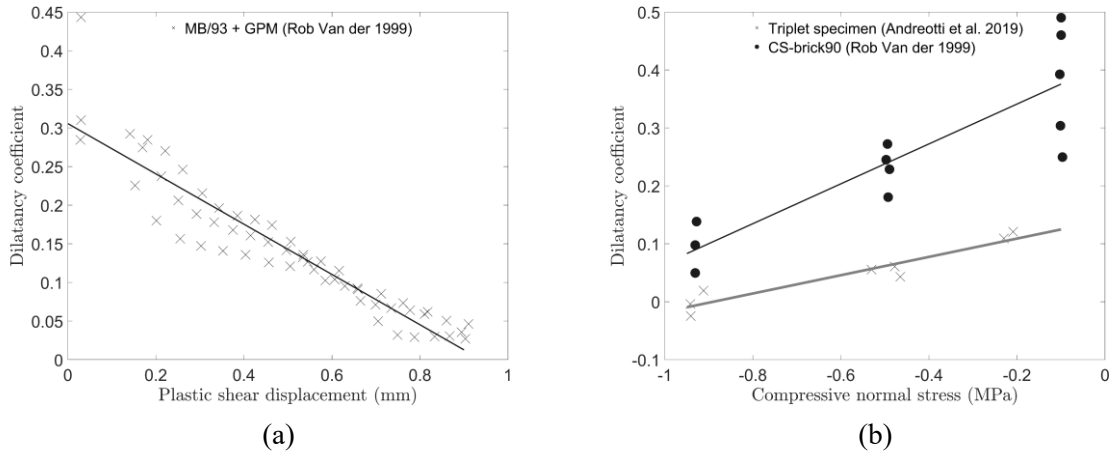 MB/93 + GPM (Rob Van der 1999)
Dilatancy coefficient
0.45
0.4
0.35
0.3
0.25
0.2
0.15
0.1
0.05
0
0 0.2 0.4 0.6 0.8 1
Plastic shear displacement (mm)
(a)
Triplet specimen (Andreotti et al. 2019)
CS-brick90 (Rob Van der 1999)
Dilatancy coefficient
0.5
0.4
0.3
0.2
0.1
0
-0.1
-1 -0.8 -0.6 -0.4 -0.2 0
Compressive normal stress (MPa)
(b)